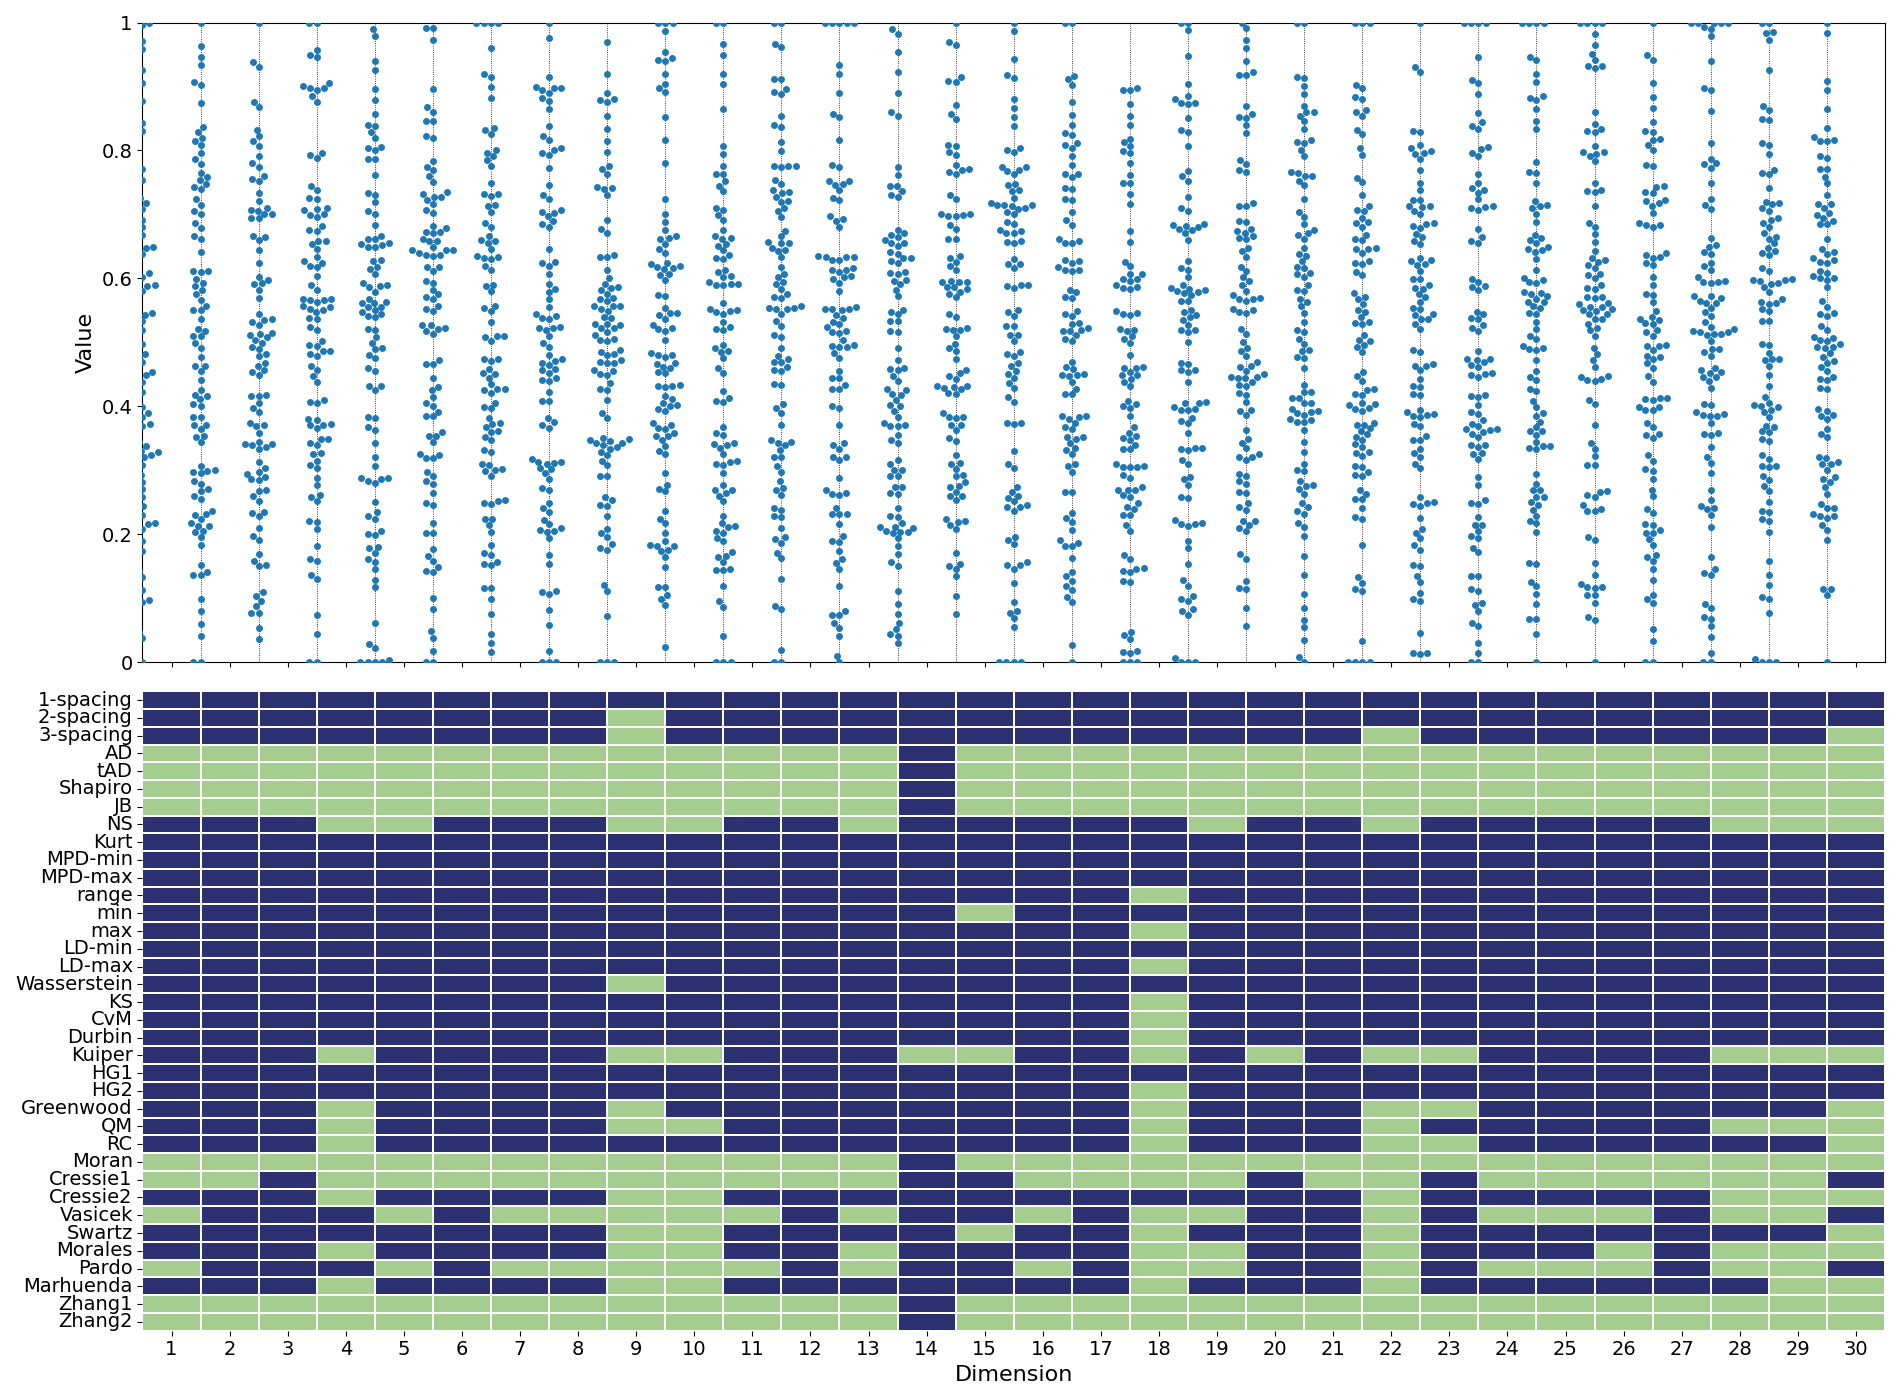 1
0.8
0.6
0.4
0.2
0
Value
1-spacing
2-spacing
3-spacing
AD
tAD
Shapiro
JB
NS
Kurt
MPD-min
MPD-max
range
min
max
LD-min
LD-max
Wasserstein
KS
CvM
Durbin
Kuiper
HG1
HG2
Greenwood
QM
RC
Moran
Cressie1
Cressie2
Vasicek
Swartz
Morales
Pardo
Marhuenda
Zhang1
Zhang2
1 2 3 4 5 6 7 8 9 10 11 12 13 14 15 16 17 18 19 20 21 22 23 24 25 26 27 28 29 30
Dimension